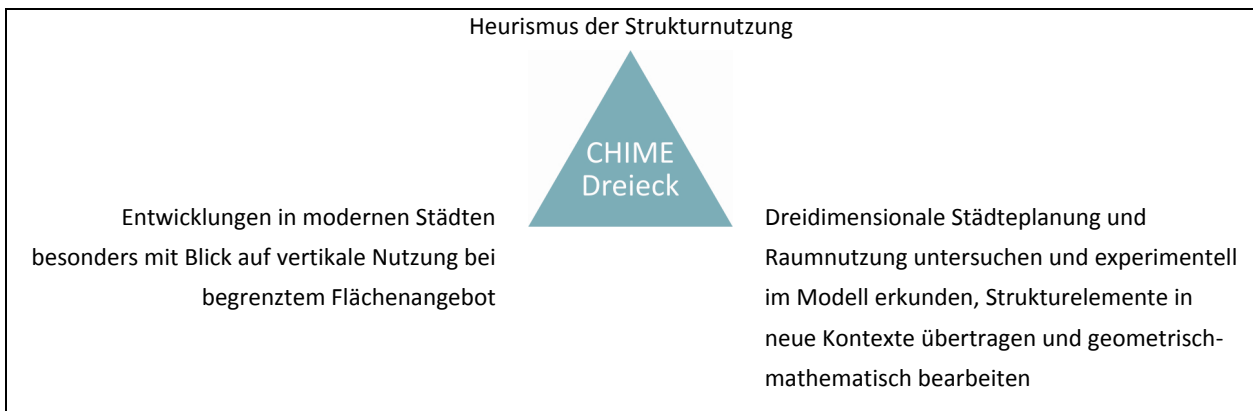 Heurismus der Strukturnutzung
CHIME
Dreieck
Entwicklungen in modernen Städten
besonders mit Blick auf vertikale Nutzung bei
begrenztem Flächenangebot
Dreidimensionale Städteplanung und
Raumnutzung untersuchen und experimentell
im Modell erkunden, Strukturelemente in
neue Kontexte übertragen und geometrisch-
mathematisch bearbeiten